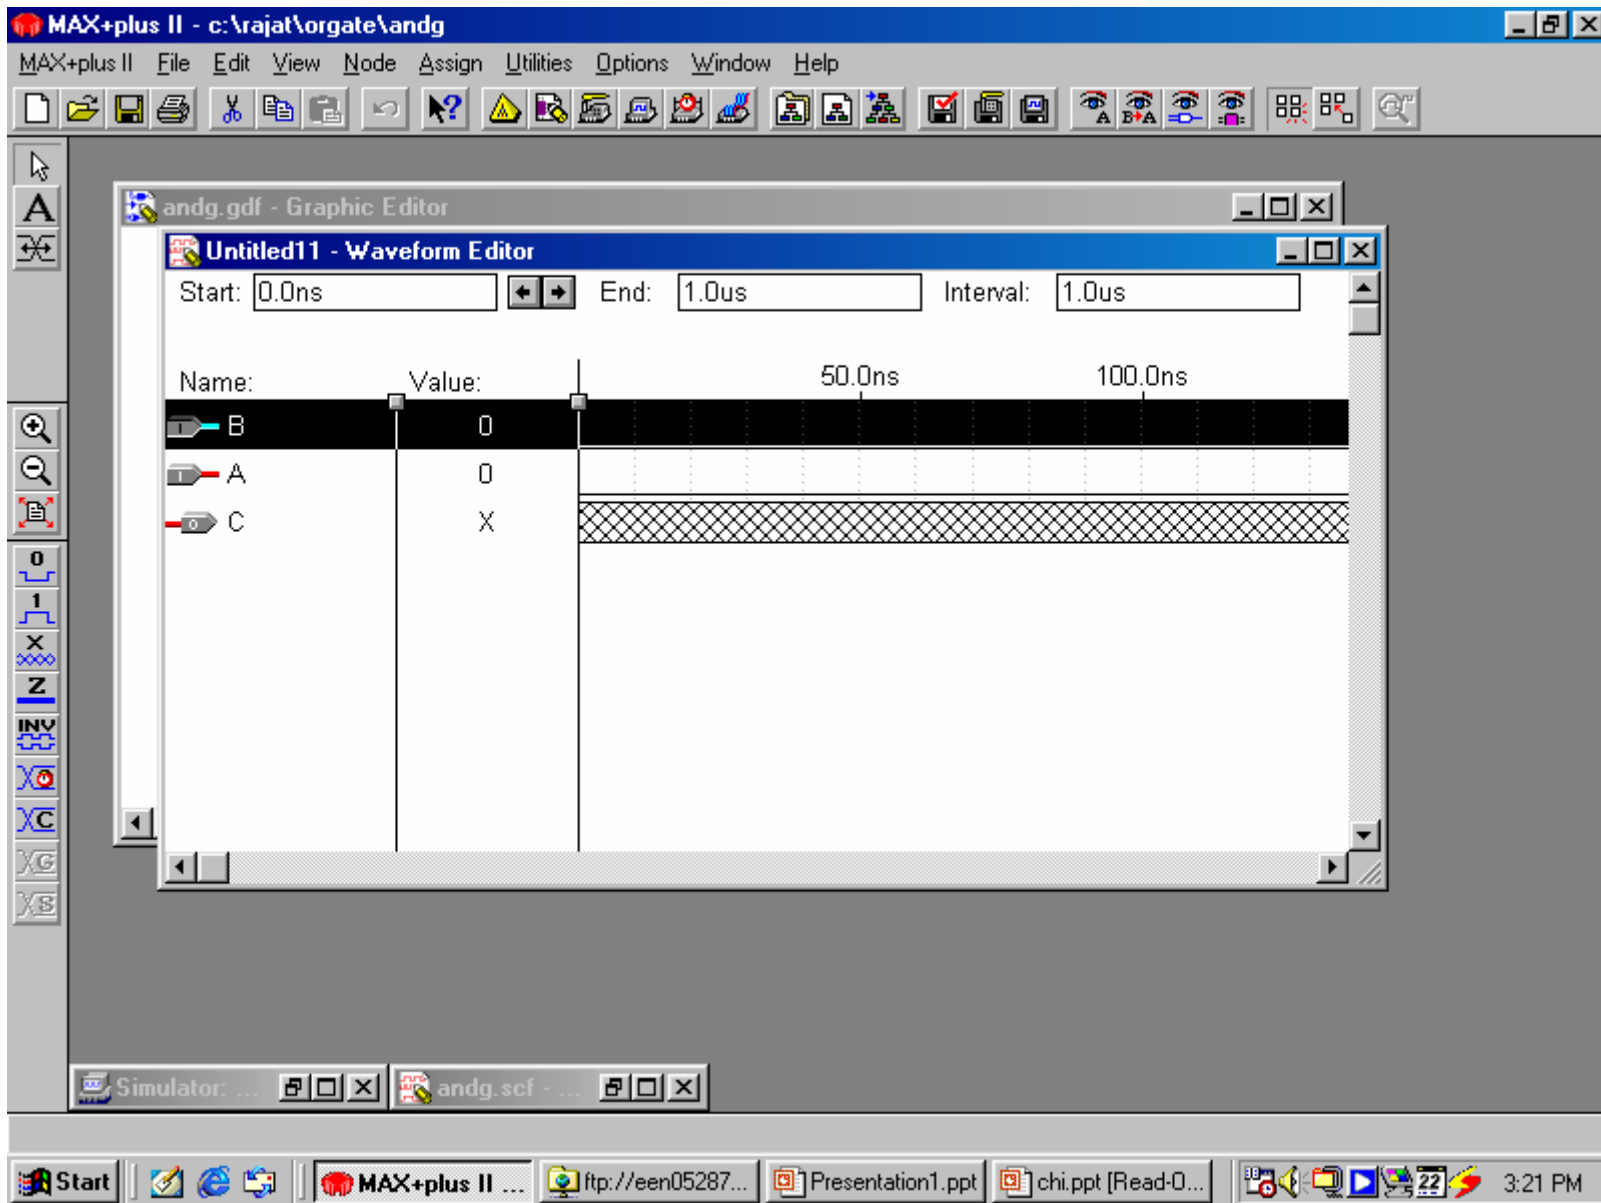 MAX+plus II - c:\rajat\orgate\andg
MAX+plus II File Edit View Node Assign Utilities Options Window Help
andg.gdf - Graphic Editor
Untitled11 - Waveform Editor
Start: 0.0ns End: 1.0us Interval: 1.0us
Name: Value: 50.0ns 100.0ns
B 0
A 0
C X
A
0
1
X
Z
INV
C
G
S
Simulator: ... andg.scf - ...
Start MAX+plus II ... ftp://een05287... Presentation1.ppt chi.ppt [Read-O... 22 3:21 PM